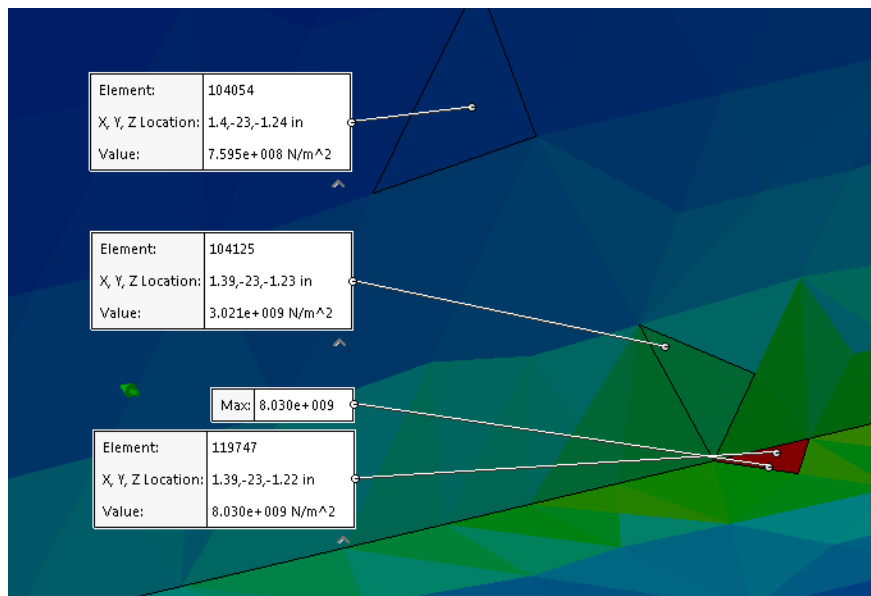 Element: 104054
X, Y, Z Location: 1.4,-23,-1.24 in
Value: 7.595e+008 N/m^2
Element: 104125
X, Y, Z Location: 1.39,-23,-1.23 in
Value: 3.021e+009 N/m^2
Max: 8.030e+009
Element: 119747
X, Y, Z Location: 1.39,-23,-1.22 in
Value: 8.030e+009 N/m^2